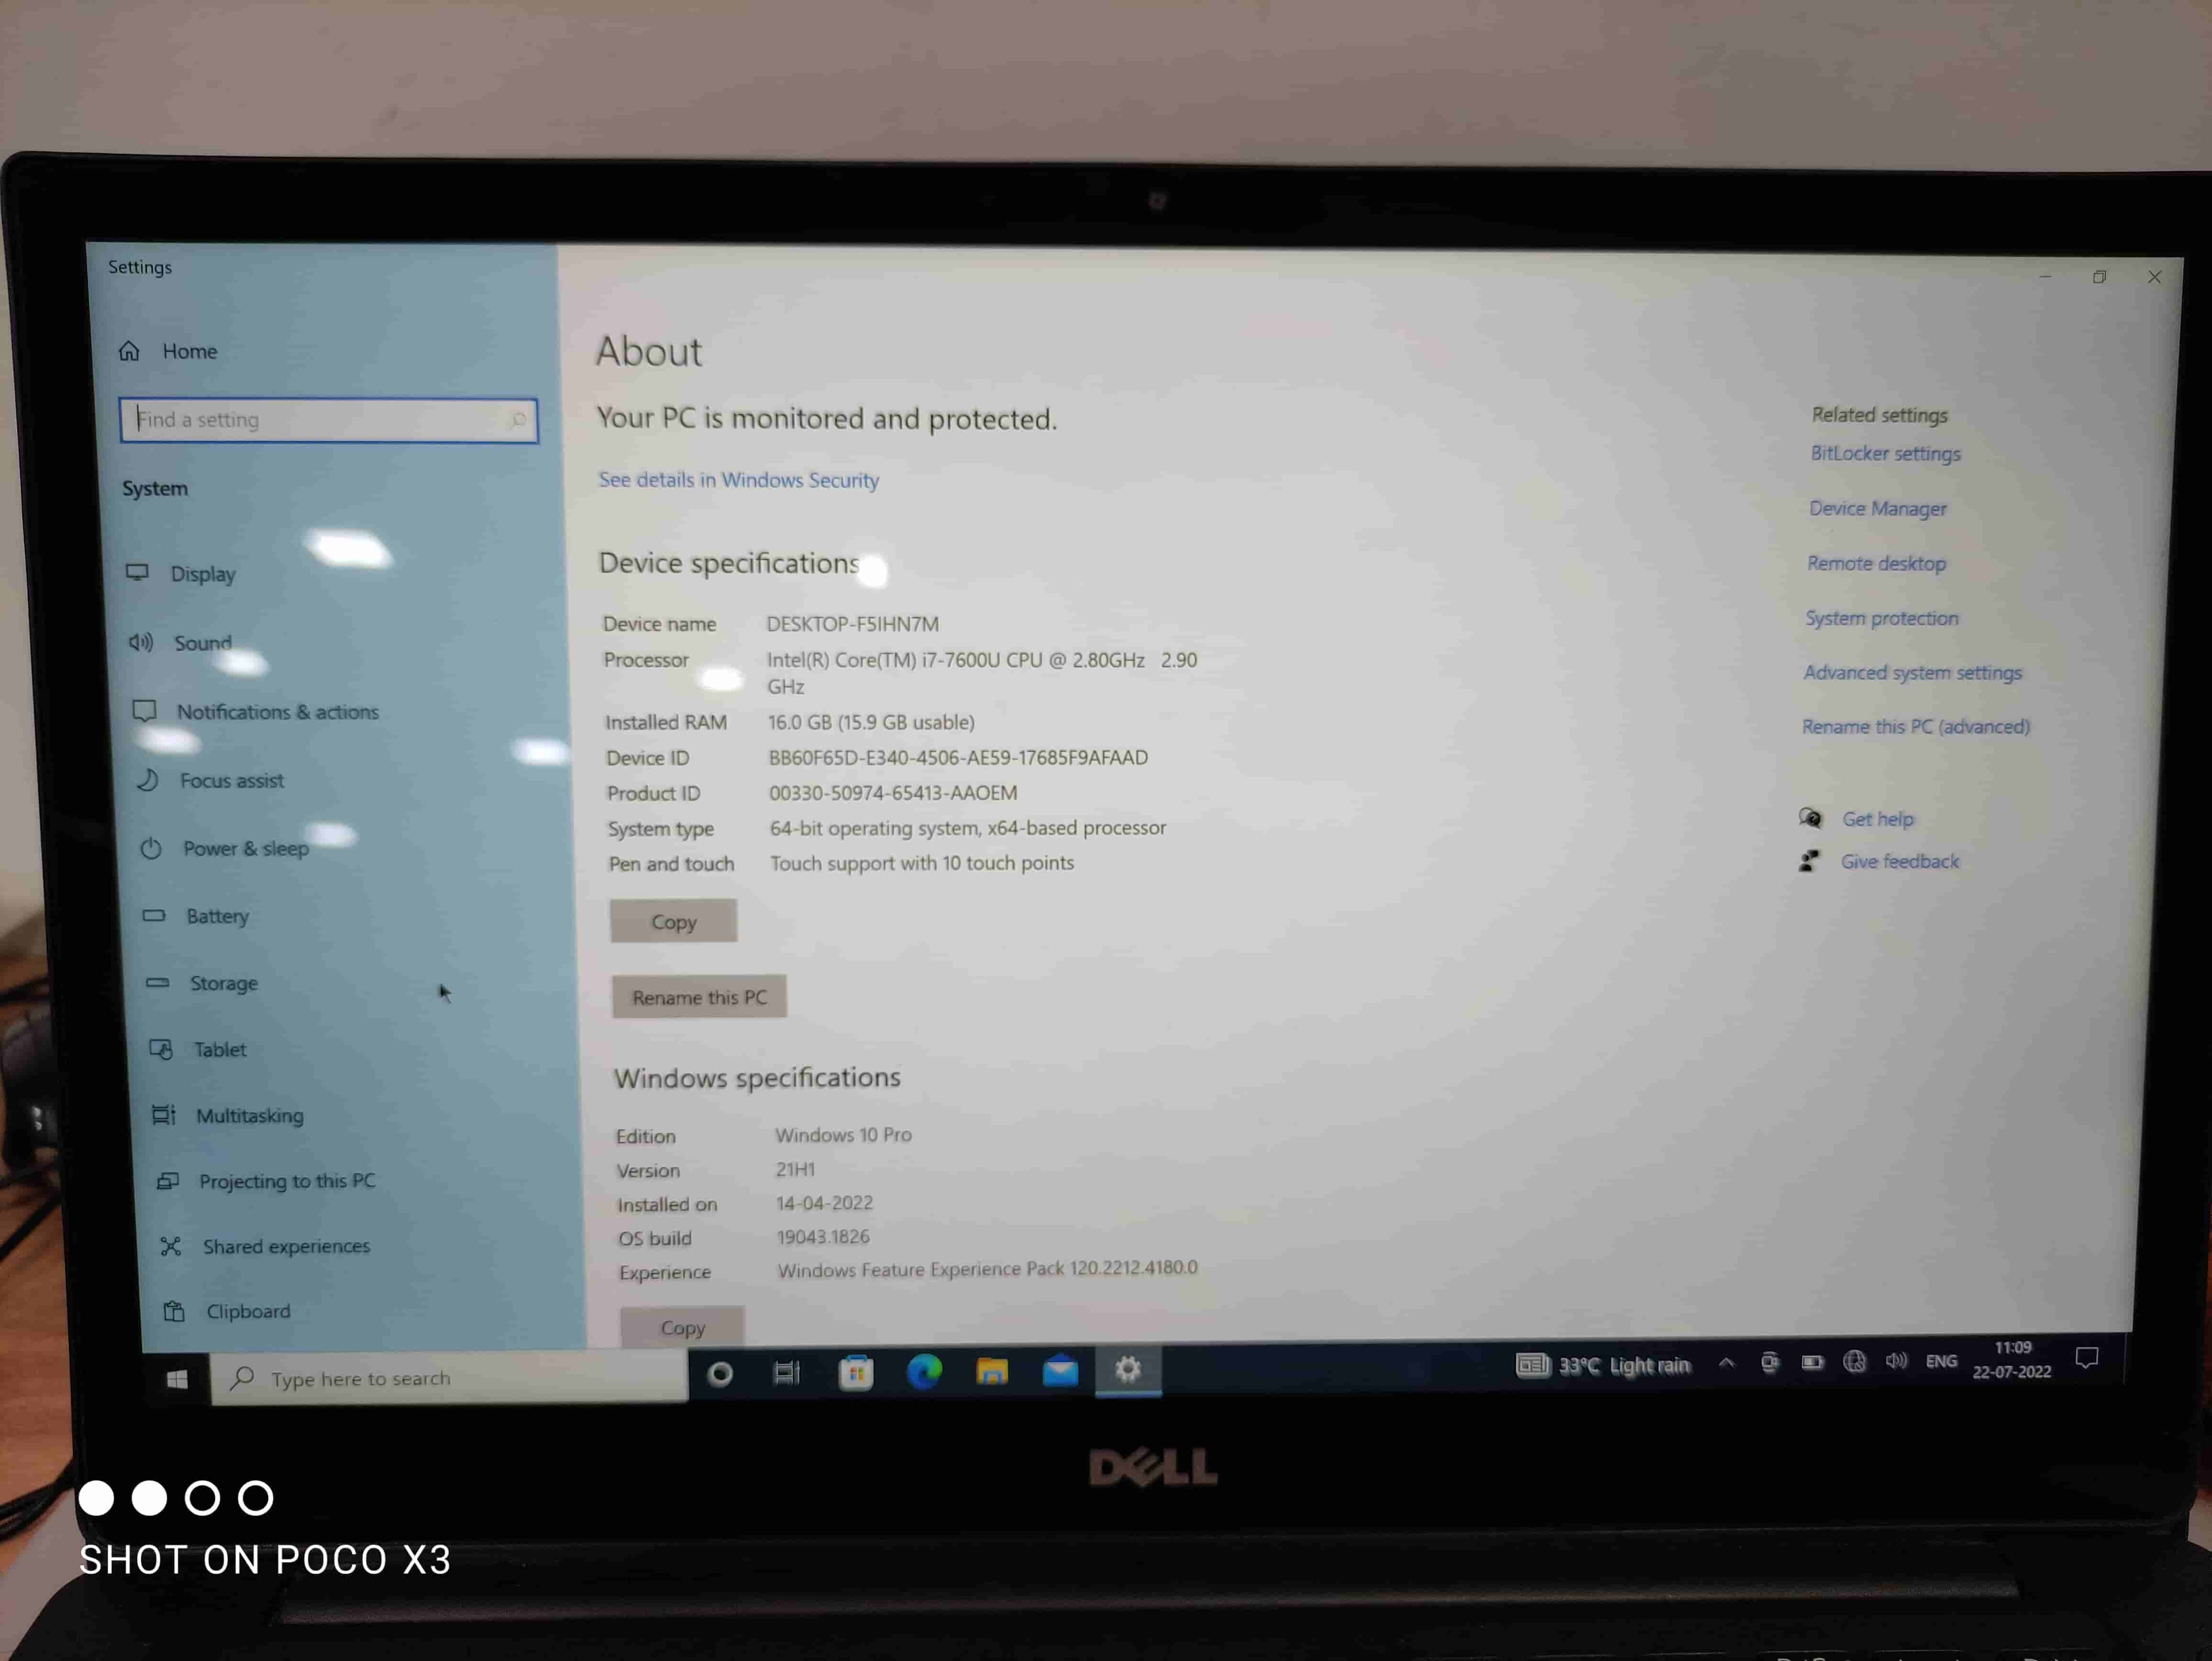 Settings
Home
Find a setting
System
Display
Sound
Notifications & actions
Focus assist
Power & sleep
Battery
Storage
Tablet
Multitasking
Projecting to this PC
Shared experiences
Clipboard
About
Your PC is monitored and protected.
See details in Windows Security
Device specifications
Device name DESKTOP-F5IHN7M
Processor Intel(R) Core(TM) i7-7600U CPU @ 2.80GHz 2.90
GHz
Installed RAM 16.0 GB (15.9 GB usable)
Device ID BB60F65D-E340-4506-AE59-17685F9AFAAD
Product ID 00330-50974-65413-AAOEM
System type 64-bit operating system, x64-based processor
Pen and touch Touch support with 10 touch points
Copy
Rename this PC
Windows specifications
Edition Windows 10 Pro
Version 21H1
Installed on 14-04-2022
OS build 19043.1826
Experience Windows Feature Experience Pack 120.2212.4180.0
Copy
Related settings
BitLocker settings
Device Manager
Remote desktop
System protection
Advanced system settings
Rename this PC (advanced)
Get help
Give feedback
Type here to search
33°C Light rain
ENG
11:09
22-07-2022
DELL
SHOT ON POCO X3